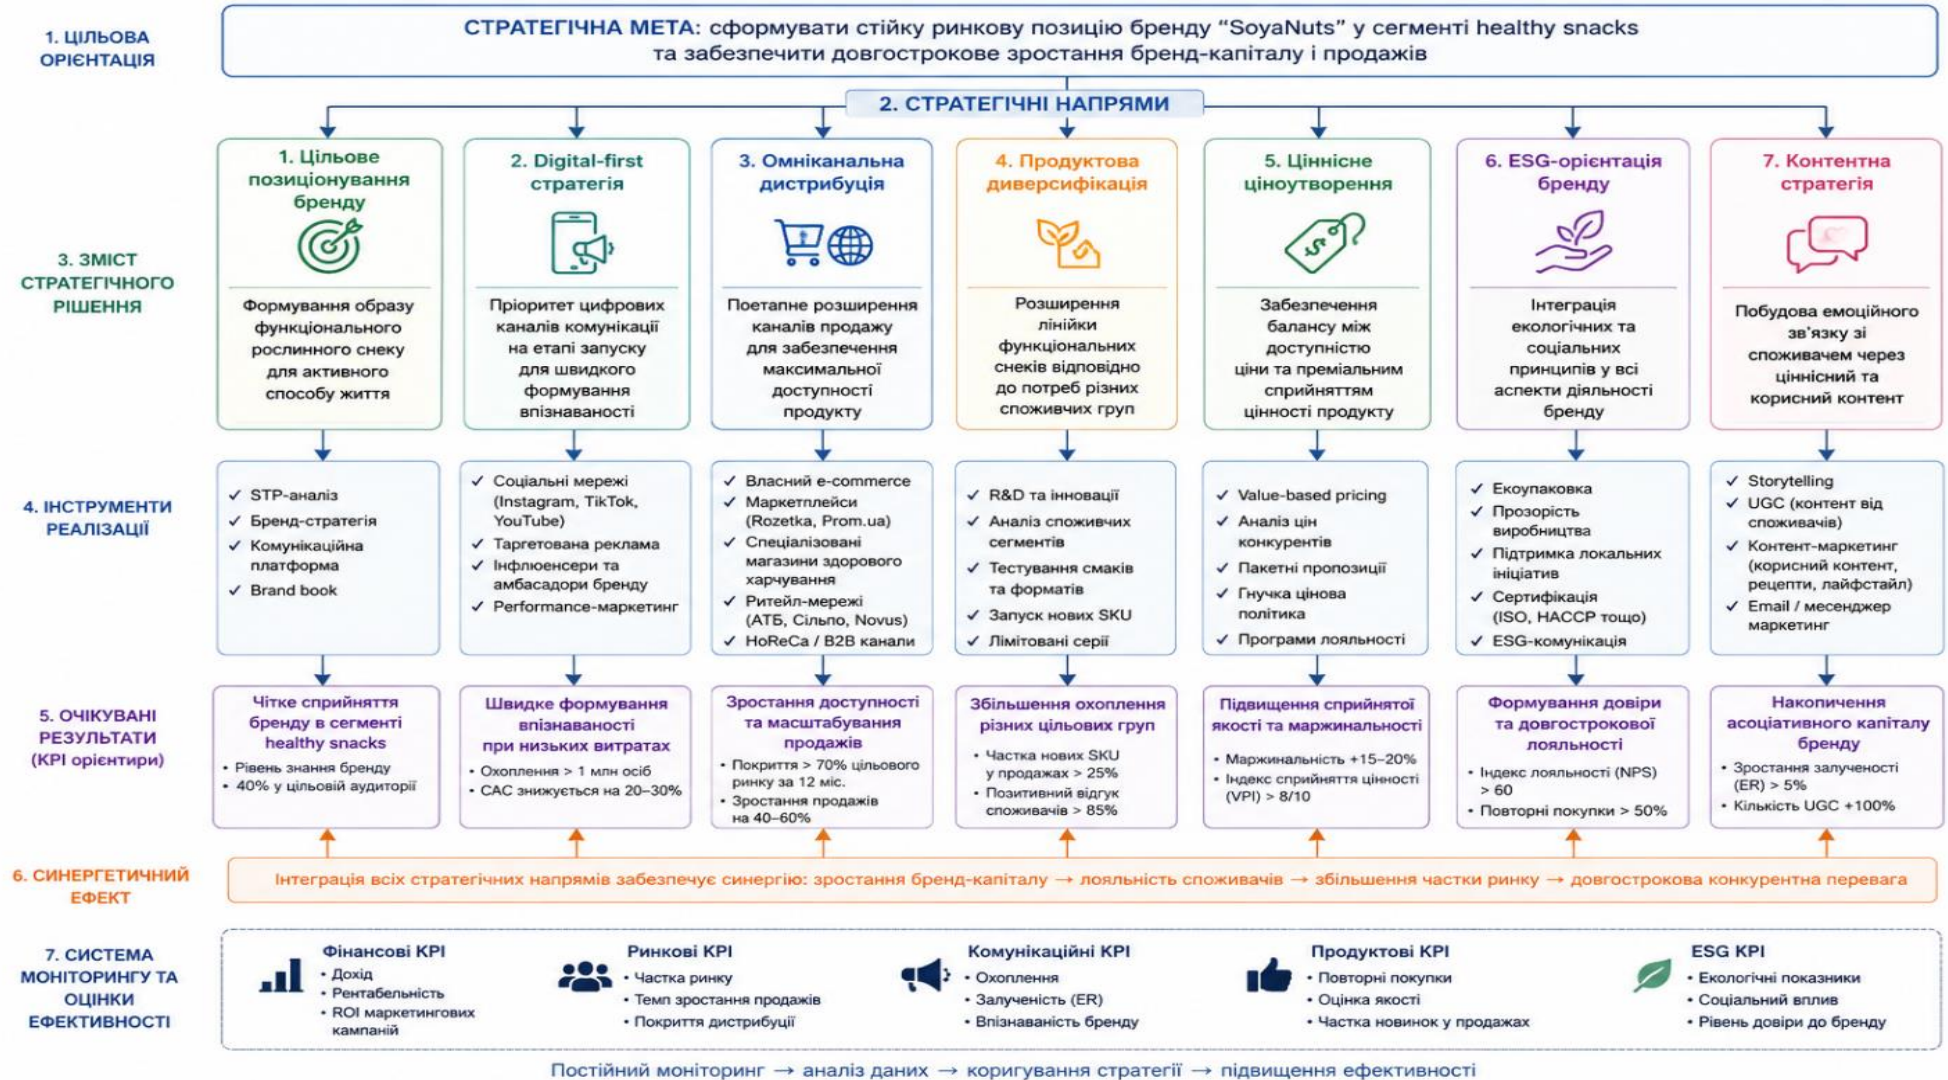 1. ЦІЛЬОВА
ОРІЄНТАЦІЯ
СТРАТЕГІЧНА МЕТА: сформувати стійку ринкову позицію бренду “SoyaNuts” у сегменті healthy snacks
та забезпечити довгострокове зростання бренд-капіталу і продажів
2. СТРАТЕГІЧНІ НАПРЯМИ
3. ЗМІСТ
СТРАТЕГІЧНОГО
РІШЕННЯ
1. Цільове
позиціонування
бренду
Формування образу
функціонального
рослинного снеку
для активного
способу життя
2. Digital-first
стратегія
Пріоритет цифрових
каналів комунікації
на етапі запуску
для швидкого
формування
впізнаваності
3. Омніканальна
дистрибуція
Поетапне розширення
каналів продажу
для забезпечення
максимальної
доступності
продукту
4. Продуктова
диверсифікація
Розширення
лінійки
функціональних
снеків відповідно
до потреб різних
споживчих груп
5. Ціннісне
ціноутворення
Забезпечення
балансу між
доступністю
ціни та преміальним
сприйняттям
цінності продукту
6. ESG-орієнтація
бренду
Інтеграція
екологічних та
соціальних
принципів у всі
аспекти діяльності
бренду
7. Контентна
стратегія
Побудова емоційного
зв’язку зі
споживачем через
ціннісний та
корисний контент
4. ІНСТРУМЕНТИ
РЕАЛІЗАЦІЇ
✓ STP-аналіз
✓ Бренд-стратегія
✓ Комунікаційна
платформа
✓ Brand book
✓ Соціальні мережі
(Instagram, TikTok,
YouTube)
✓ Таргетована реклама
✓ Інфлюенсери та
амбасадори бренду
✓ Performance-маркетинг
✓ Власний e-commerce
✓ Маркетплейси
(Rozetka, Prom.ua)
✓ Спеціалізовані
магазини здорового
харчування
✓ Ритейл-мережі
(АТБ, Сільпо, Novus)
✓ HoReCa / B2B канали
✓ R&D та інновації
✓ Аналіз споживчих
сегментів
✓ Тестування смаків
та форматів
✓ Запуск нових SKU
✓ Лімітовані серії
✓ Value-based pricing
✓ Аналіз цін
конкурентів
✓ Пакетні пропозиції
✓ Гнучка цінова
політика
✓ Програми лояльності
✓ Екоупаковка
✓ Прозорість
виробництва
✓ Підтримка локальних
ініціатив
✓ Сертифікація
(ISO, HACCP тощо)
✓ ESG-комунікація
✓ Storytelling
✓ UGC (контент від
споживачів)
✓ Контент-маркетинг
(корисний контент,
рецепти, лайфстайл)
✓ Email / месенджер
маркетинг
5. ОЧІКУВАНІ
РЕЗУЛЬТАТИ
(KPI орієнтири)
Чітке сприйняття
бренду в сегменті
healthy snacks
• Рівень знання бренду
• 40% у цільовій аудиторії
Швидке формування
впізнаваності
при низьких витратах
• Охоплення > 1 млн осіб
• CAC знижується на 20–30%
Зростання доступності
та масштабування
продажів
• Покриття > 70% цільового
ринку за 12 міс.
• Зростання продажів
на 40–60%
Збільшення охоплення
різних цільових груп
• Частка нових SKU
у продажах > 25%
• Позитивний відгук
споживачів > 85%
Підвищення сприйнятої
якості та маржинальності
• Маржинальність +15–20%
• Індекс сприйняття цінності
(VPI) > 8/10
Формування довіри
та довгострокової
лояльності
• Індекс лояльності (NPS)
> 60
• Повторні покупки > 50%
Накопичення
асоціативного капіталу
бренду
• Зростання залученості
(ER) > 5%
• Кількість UGC +100%
6. СИНЕРГЕТИЧНИЙ
ЕФЕКТ
Інтеграція всіх стратегічних напрямів забезпечує синергію: зростання бренд-капіталу → лояльність споживачів → збільшення частки ринку → довгострокова конкурентна перевага
7. СИСТЕМА
МОНІТОРИНГУ ТА
ОЦІНКИ
ЕФЕКТИВНОСТІ
Фінансові KPI
• Дохід
• Рентабельність
• ROI маркетингових
кампаній
Ринкові KPI
• Частка ринку
• Темп зростання продажів
• Покриття дистрибуції
Комунікаційні KPI
• Охоплення
• Залученість (ER)
• Впізнаваність бренду
Продуктові KPI
• Повторні покупки
• Оцінка якості
• Частка новинок у продажах
ESG KPI
• Екологічні показники
• Соціальний вплив
• Рівень довіри до бренду
Постійний моніторинг → аналіз даних → коригування стратегії → підвищення ефективності